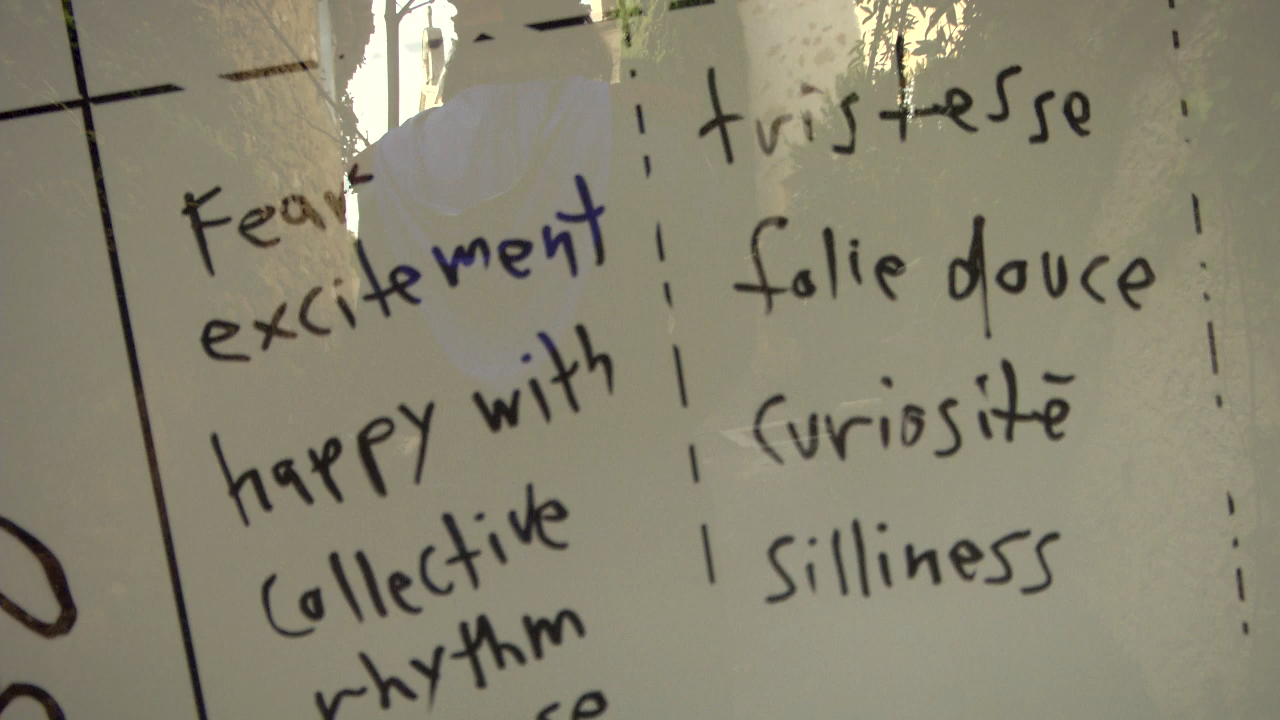 Fear
excitement
happy with
collective
rhythm
tristesse
folie douce
curiosité
silliness